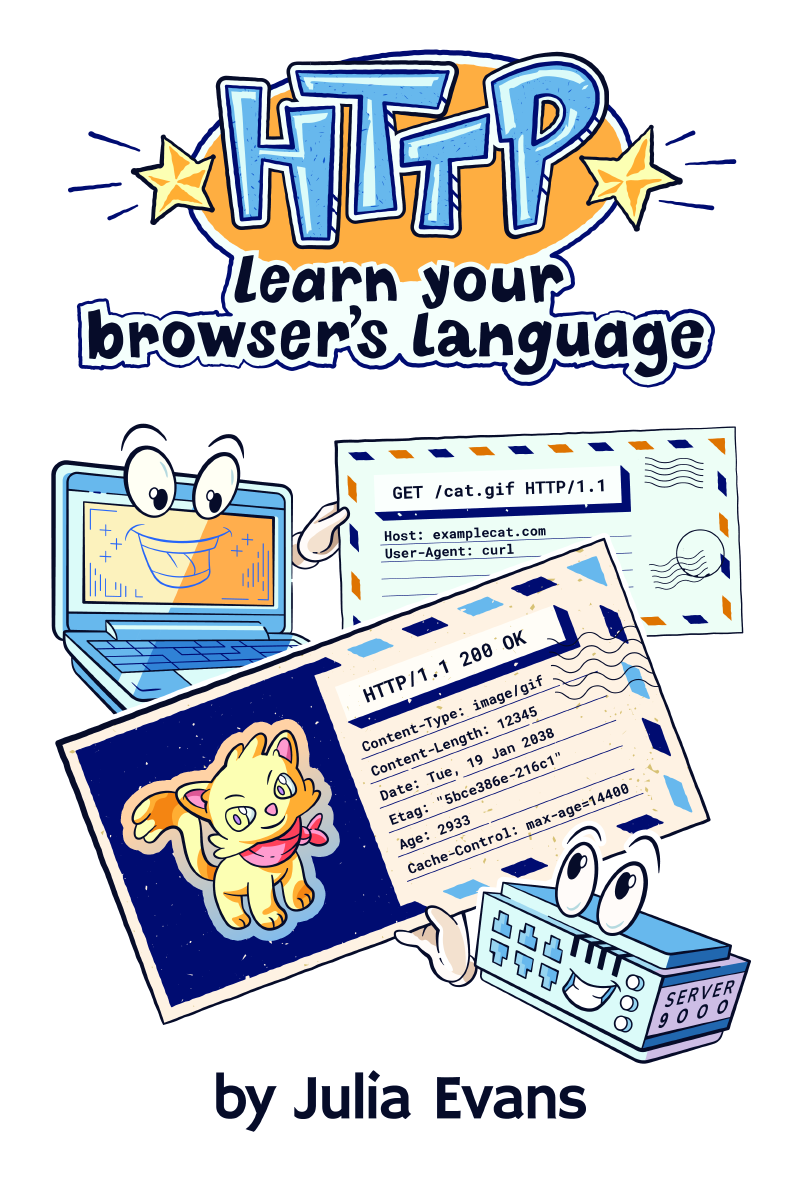 HTTP
learn your
browser's language
GET /cat.gif HTTP/1.1
Host: examplecat.com
User-Agent: curl
HTTP/1.1 200 OK
Content-Type: image/gif
Content-Length: 12345
Date: Tue, 19 Jan 2038
Etag: "5bce386e-216c1"
Age: 2933
Cache-Control: max-age=14400
SERVER
9000
by Julia Evans